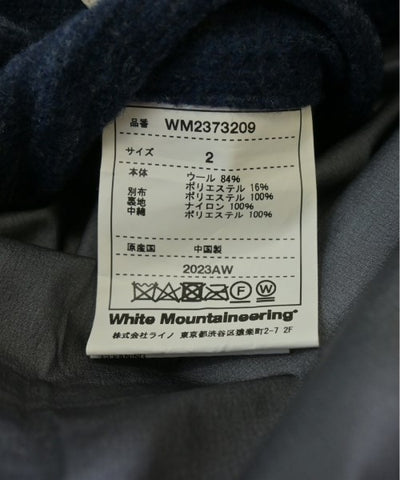 品番 WM2373209
サイズ 2
本体 ウール 84%
ポリエステル 16%
別布 ポリエステル 100%
裏地 ナイロン 100%
中綿 ポリエステル 100%
原産国 中国製
2023AW
F W
White Mountaineering®
株式会社ライノ 東京都渋谷区猿楽町2-7 2F